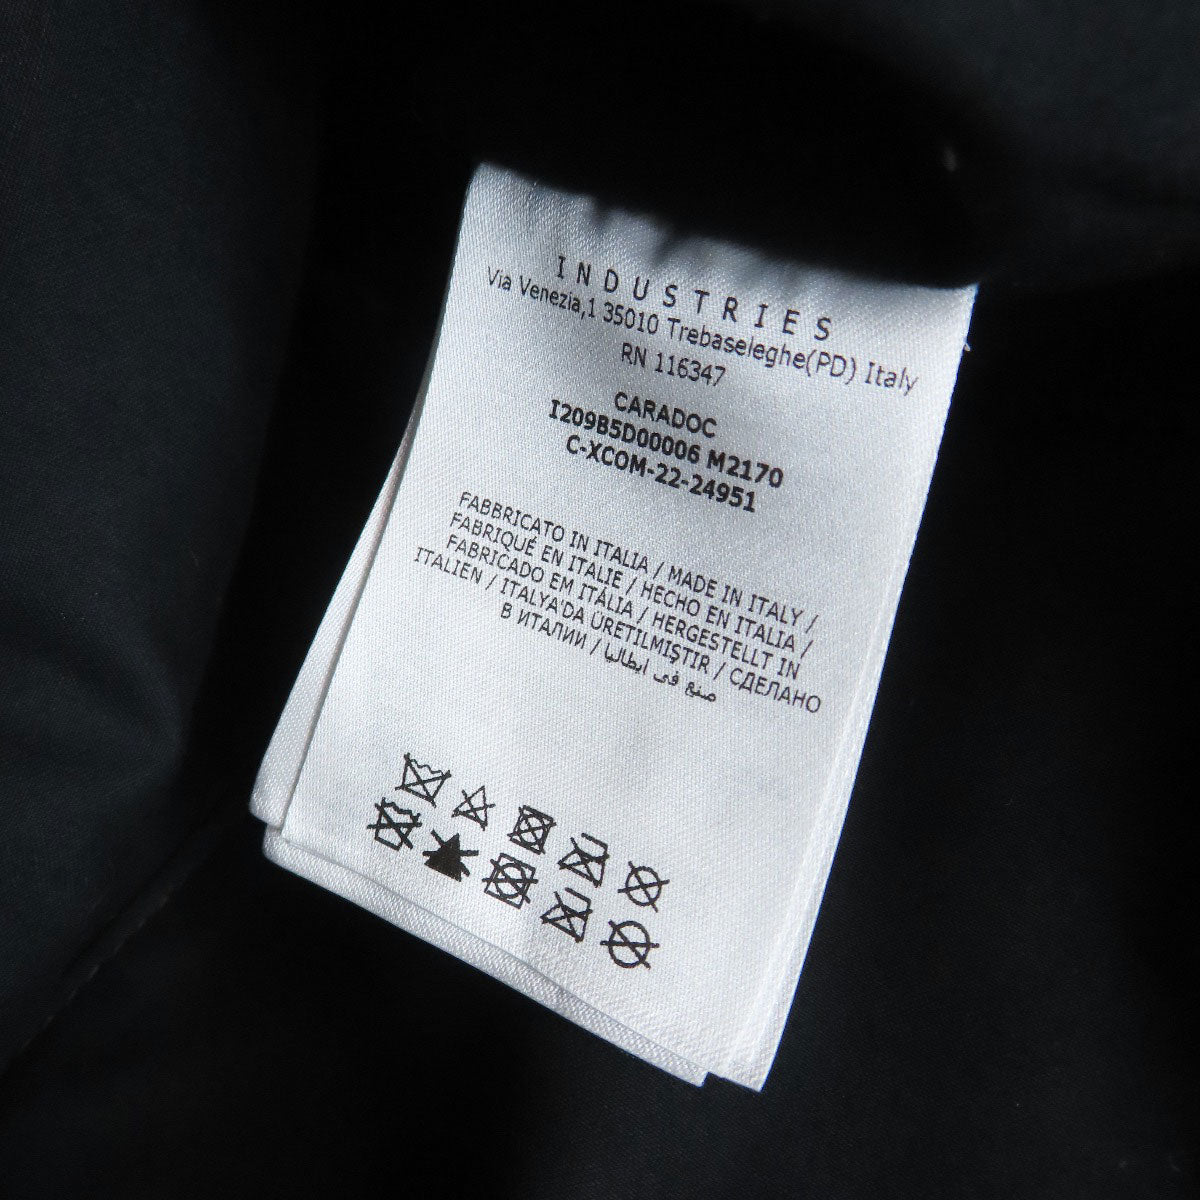 INDUSTRIES
Via Venezia,1 35010 Trebaseleghe(PD) Italy
RN 116347
CARADOC
I209B5D00006 M2170
C-XCOM-22-24951
FABBRICATO IN ITALIA / MADE IN ITALY /
FABRIQUÉ EN ITALIE / HECHO EN ITALIA /
FABRICADO EM ITÁLIA / HERGESTELLT IN
ITALIEN / ITALYA'DA ÜRETILMIŞTIR / СДЕЛАНО
В ИТАЛИИ / صنع في ايطاليا